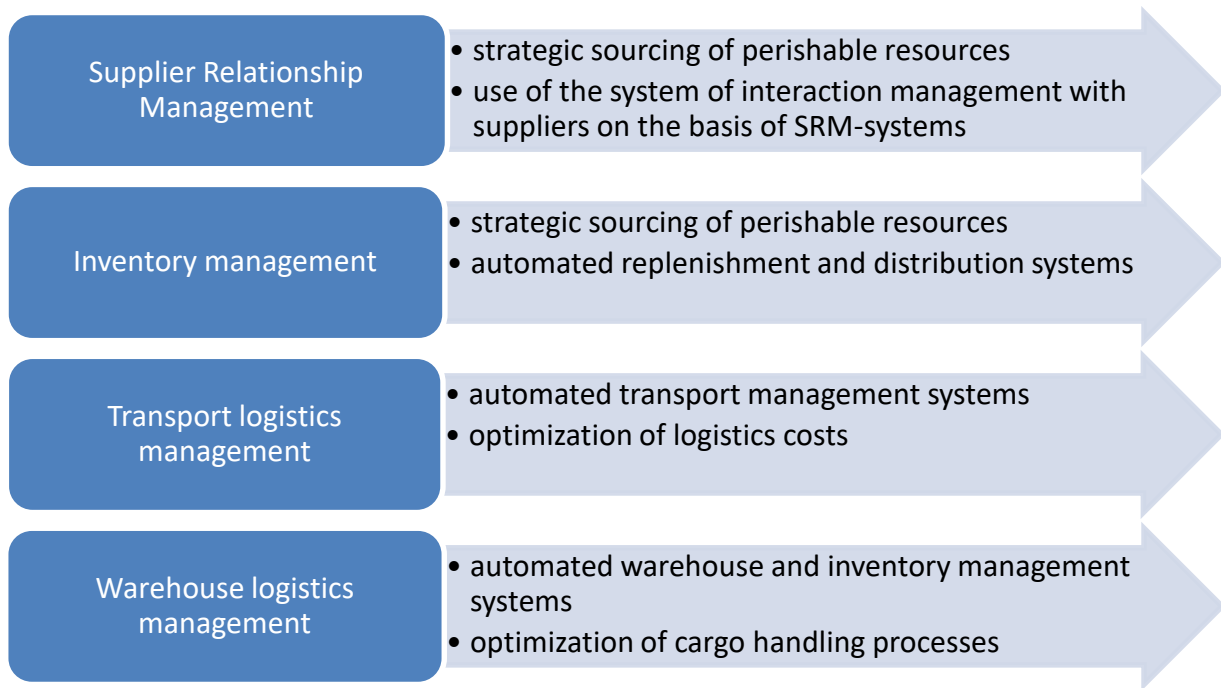 Supplier Relationship
Management
• strategic sourcing of perishable resources
• use of the system of interaction management with
suppliers on the basis of SRM-systems
Inventory management
• strategic sourcing of perishable resources
• automated replenishment and distribution systems
Transport logistics
management
• automated transport management systems
• optimization of logistics costs
Warehouse logistics
management
• automated warehouse and inventory management
systems
• optimization of cargo handling processes